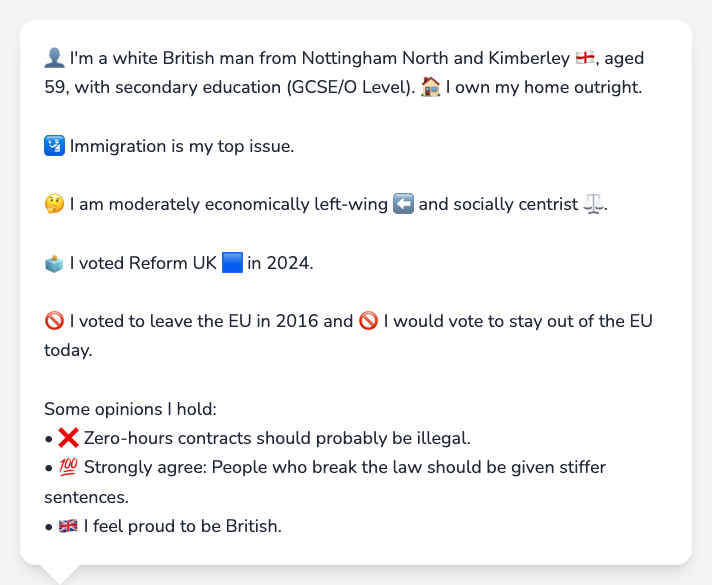 👤 I'm a white British man from Nottingham North and Kimberley 🏴󠁧󠁢󠁥󠁮󠁧󠁿, aged
59, with secondary education (GCSE/O Level). 🏠 I own my home outright.
🛂 Immigration is my top issue.
🤔 I am moderately economically left-wing ⬅️ and socially centrist ⚖️.
🗳️ I voted Reform UK 🟦 in 2024.
🚫 I voted to leave the EU in 2016 and 🚫 I would vote to stay out of the EU
today.
Some opinions I hold:
• ❌ Zero-hours contracts should probably be illegal.
• 💯 Strongly agree: People who break the law should be given stiffer
sentences.
• 🇬🇧 I feel proud to be British.